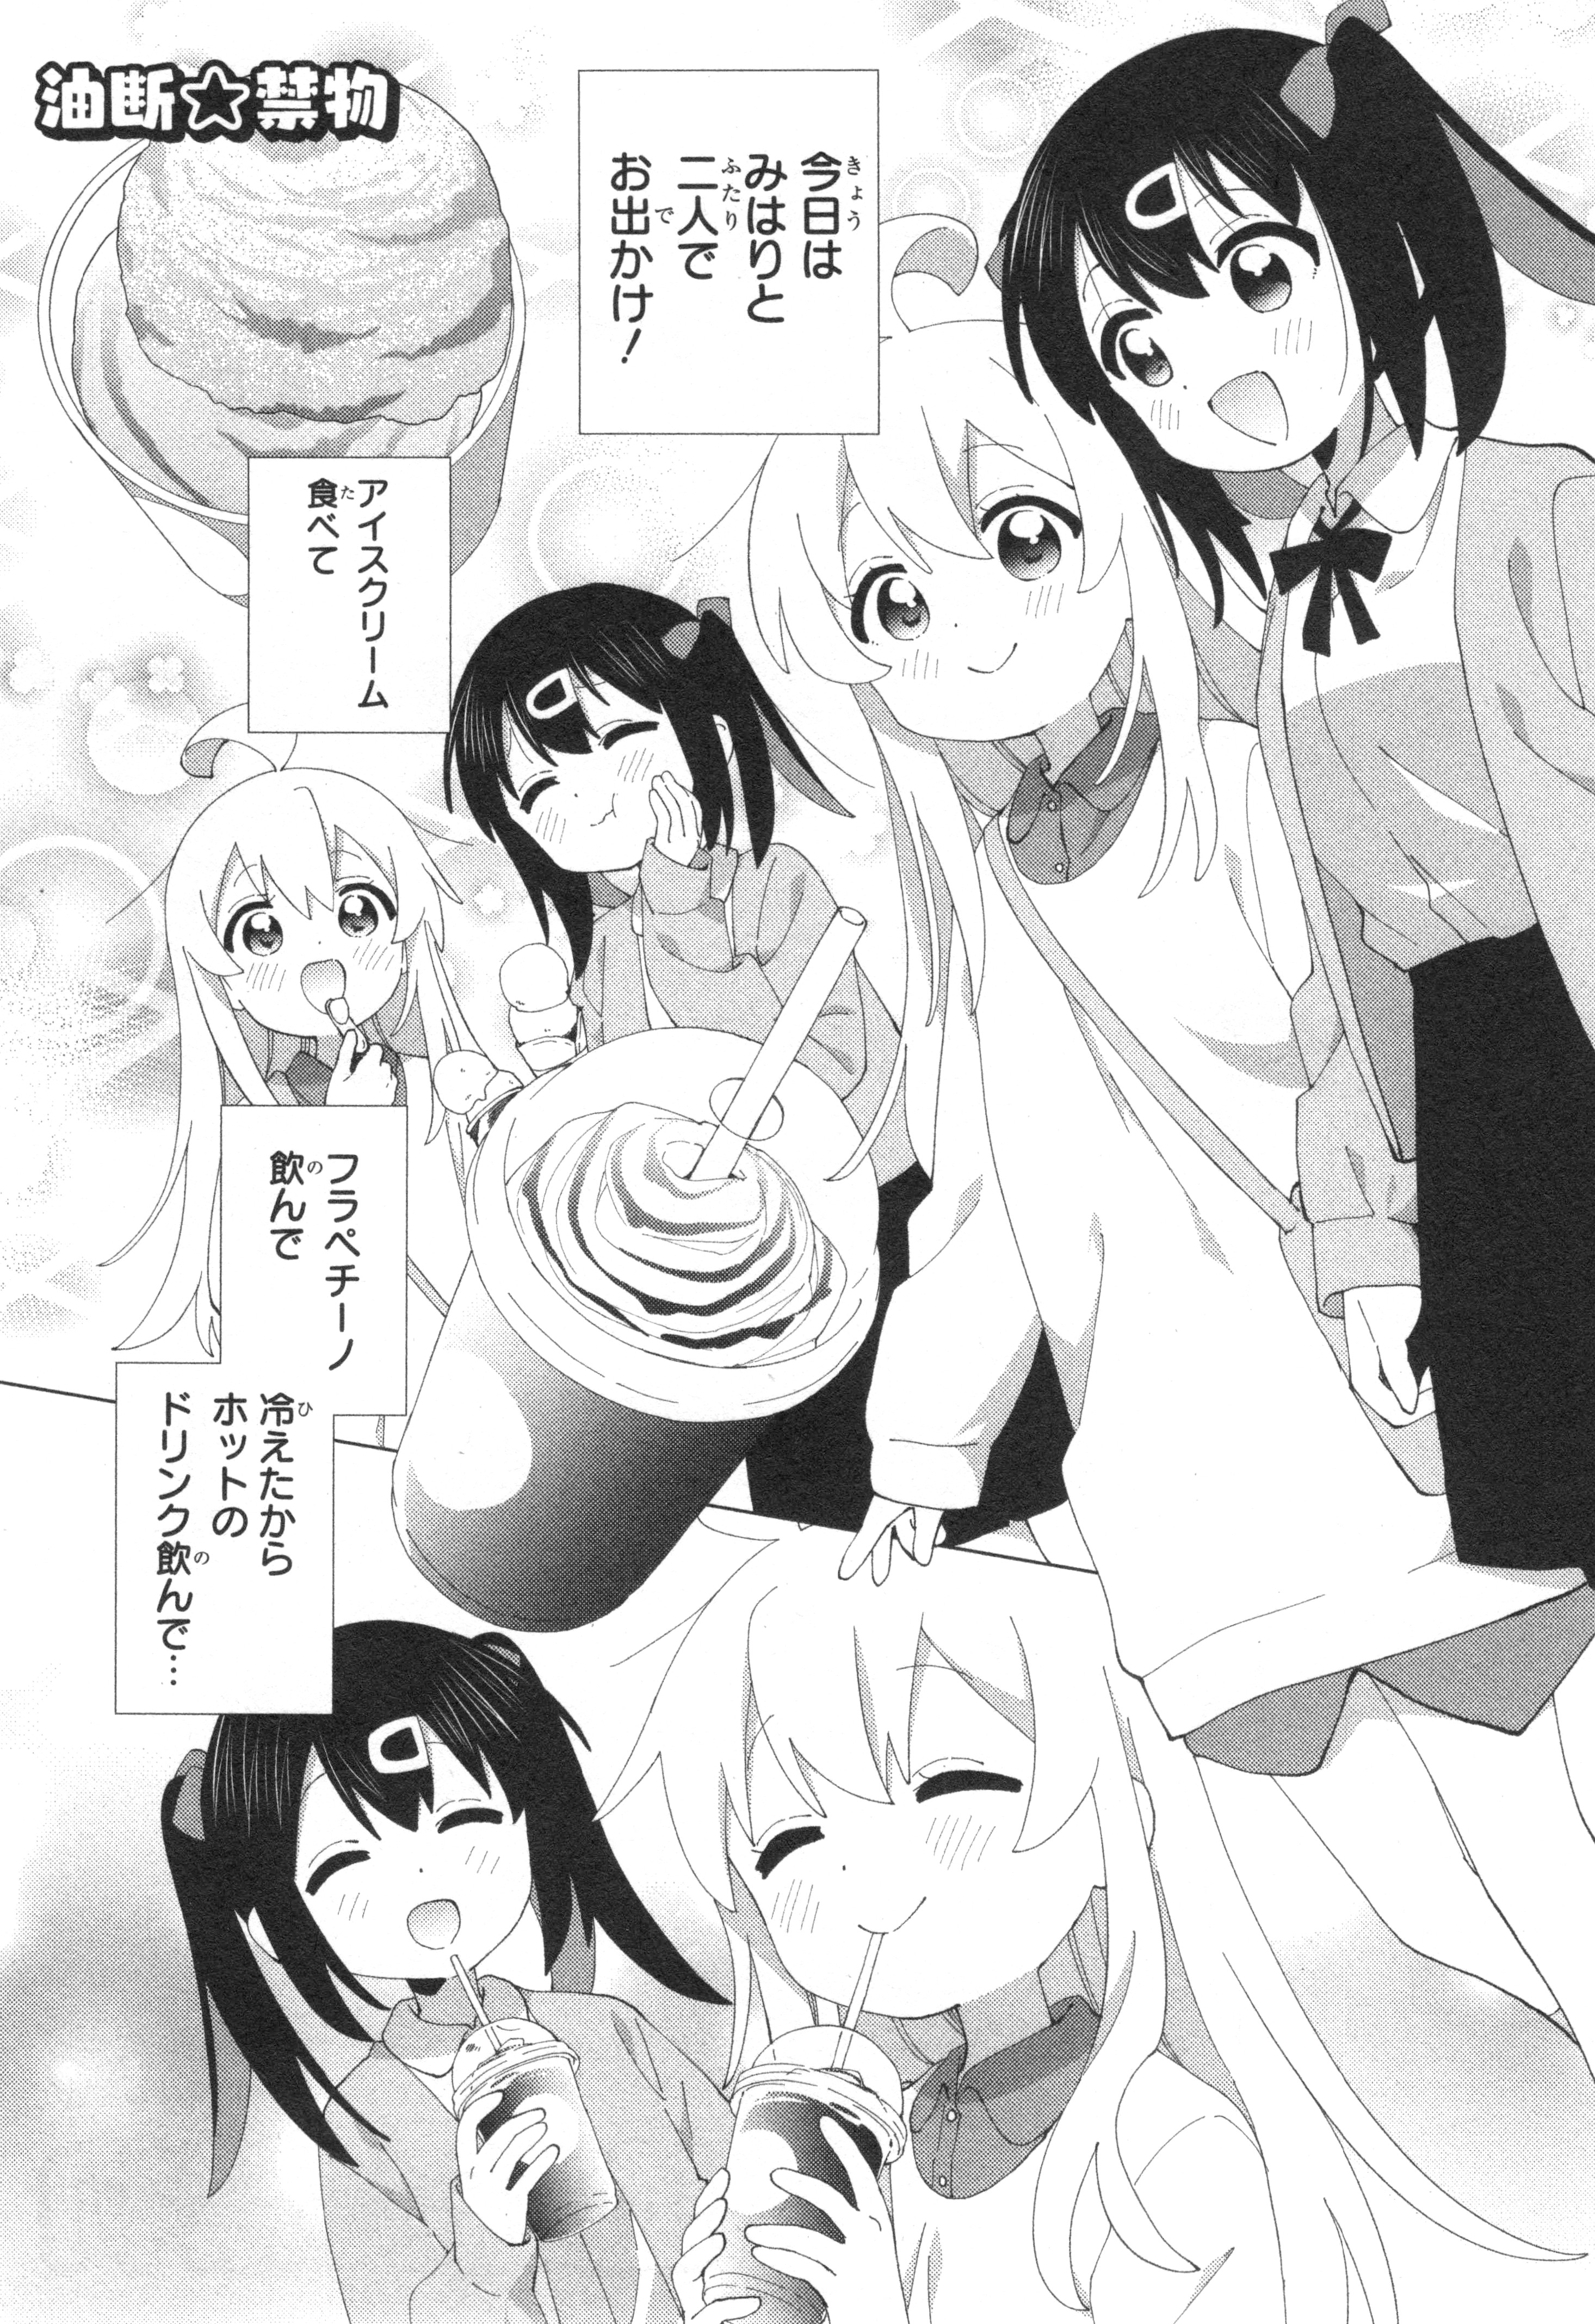 油断☆禁物
今日は
みはりと
二人で
お出かけ！
アイスクリーム
食べて
フラペチーノ
飲んで
冷えたから
ホットの
ドリンク飲んで…